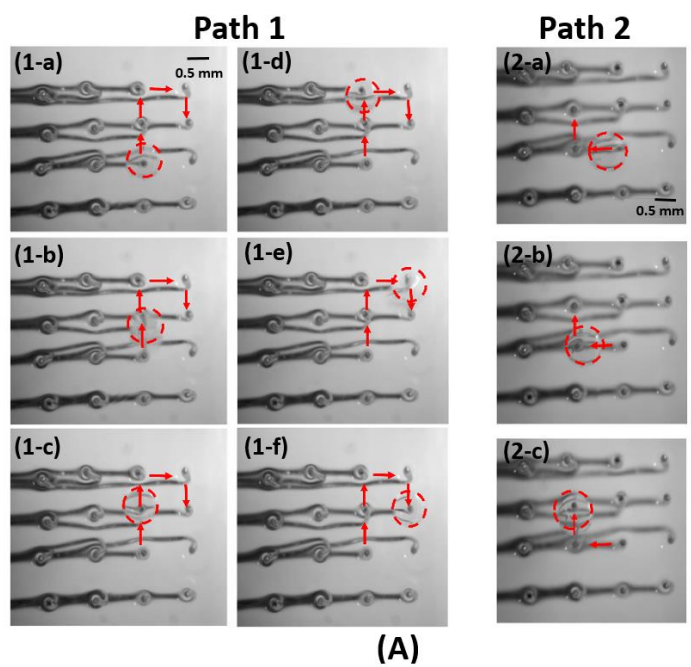 Path 1
Path 2
(1-a)
0.5 mm
(1-d)
(2-a)
0.5 mm
(1-b)
(1-e)
(2-b)
(1-c)
(1-f)
(2-c)
(A)